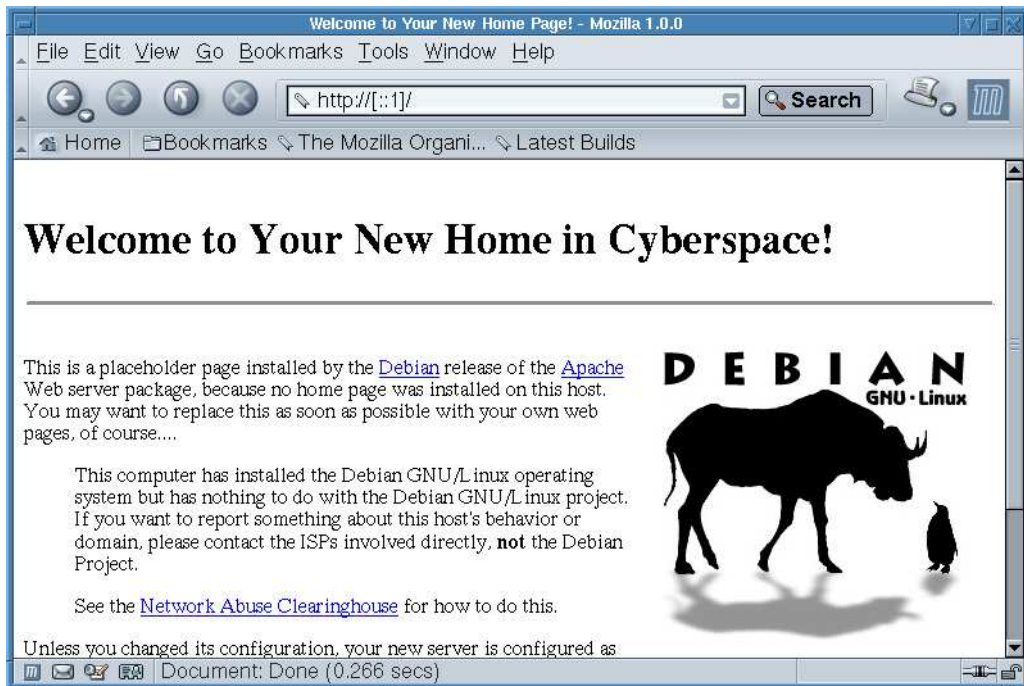 Welcome to Your New Home Page! - Mozilla 1.0.0
File Edit View Go Bookmarks Tools Window Help
http://[::1]/ Search
Home Bookmarks The Mozilla Organi... Latest Builds
Welcome to Your New Home in Cyberspace!
This is a placeholder page installed by the Debian release of the Apache
Web server package, because no home page was installed on this host.
You may want to replace this as soon as possible with your own web
pages, of course....
DEBIAN
GNU·Linux
This computer has installed the Debian GNU/Linux operating
system but has nothing to do with the Debian GNU/Linux project.
If you want to report something about this host's behavior or
domain, please contact the ISPs involved directly, not the Debian
Project.
See the Network Abuse Clearinghouse for how to do this.
Unless you changed its configuration, your new server is configured as
Document: Done (0.266 secs)